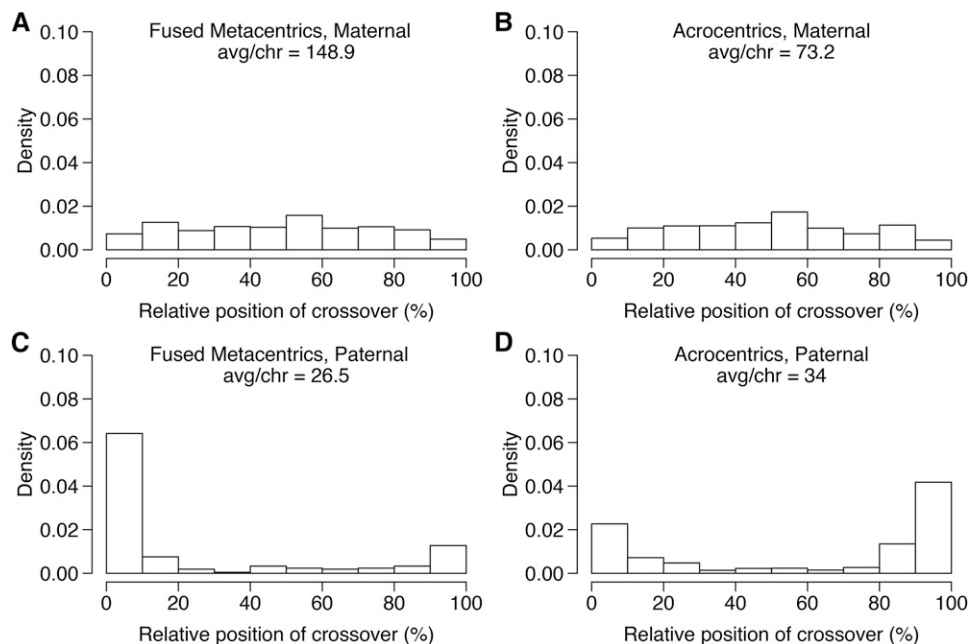 A
Fused Metacentrics, Maternal
avg/chr = 148.9
Density
0.10
0.08
0.06
0.04
0.02
0.00
0 20 40 60 80 100
Relative position of crossover (%)
B
Acrocentrics, Maternal
avg/chr = 73.2
Density
0.10
0.08
0.06
0.04
0.02
0.00
0 20 40 60 80 100
Relative position of crossover (%)
C
Fused Metacentrics, Paternal
avg/chr = 26.5
Density
0.10
0.08
0.06
0.04
0.02
0.00
0 20 40 60 80 100
Relative position of crossover (%)
D
Acrocentrics, Paternal
avg/chr = 34
Density
0.10
0.08
0.06
0.04
0.02
0.00
0 20 40 60 80 100
Relative position of crossover (%)